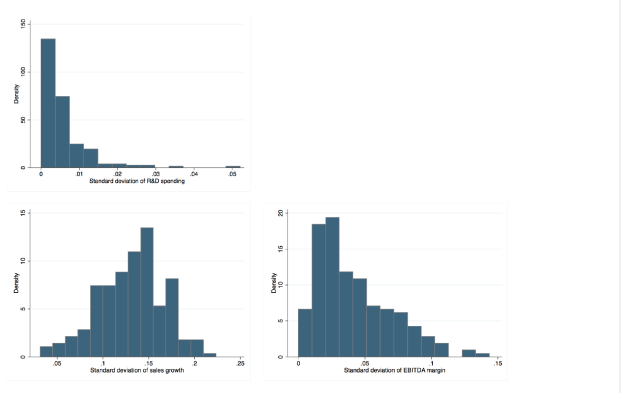 150
100
50
0
Density
0 .01 .02 .03 .04 .05
Standard deviation of R&D spending
15
10
5
0
Density
.05 .1 .15 .2 .25
Standard deviation of sales growth
20
15
10
5
0
Density
0 .05 .1 .15
Standard deviation of EBITDA margin